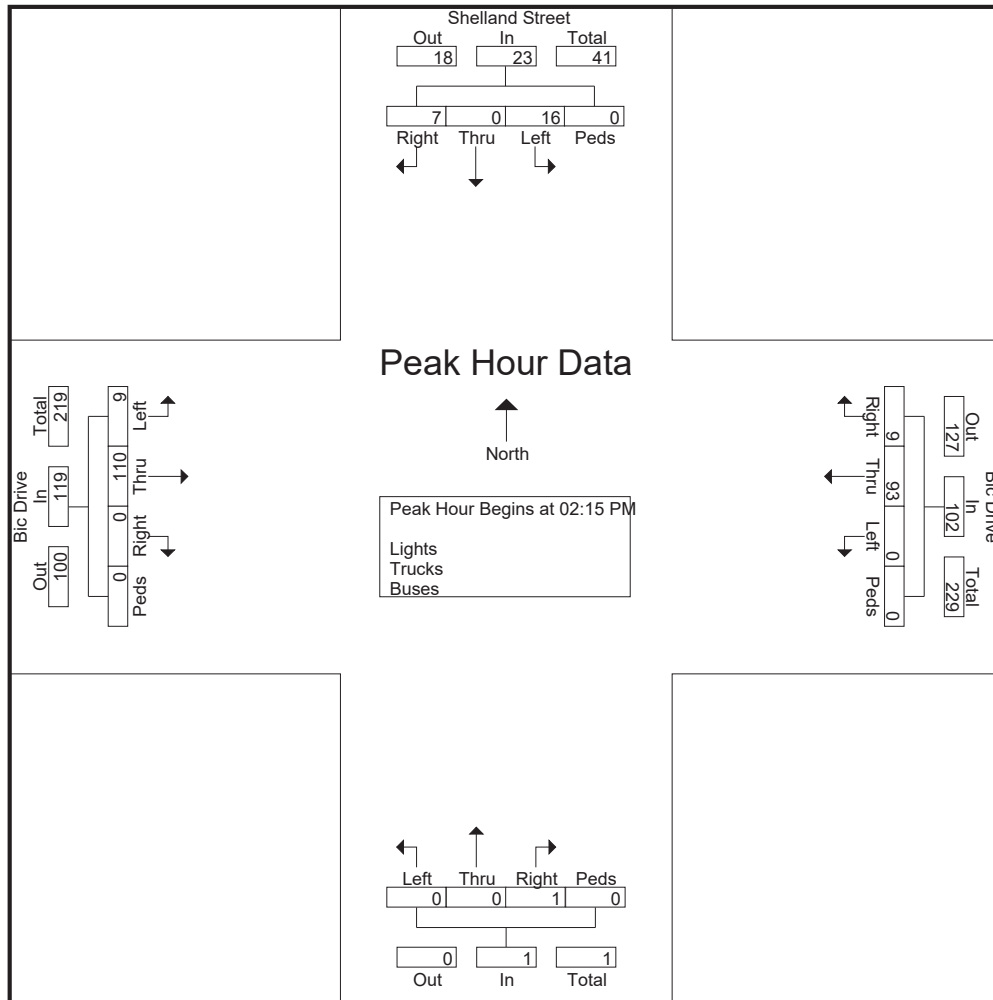 Shelland Street
Out In Total
18 23 41
7 0 16 0
Right Thru Left Peds
Peak Hour Data
North
Peak Hour Begins at 02:15 PM
Lights
Trucks
Buses
Bic Drive
Total In Out
219 119 100
9 110 0 0
Left Thru Right Peds
Right Thru Left Peds
9 93 0 0
Out In Total
127 102 229
Bic Drive
Left Thru Right Peds
0 0 1 0
0 1 1
Out In Total